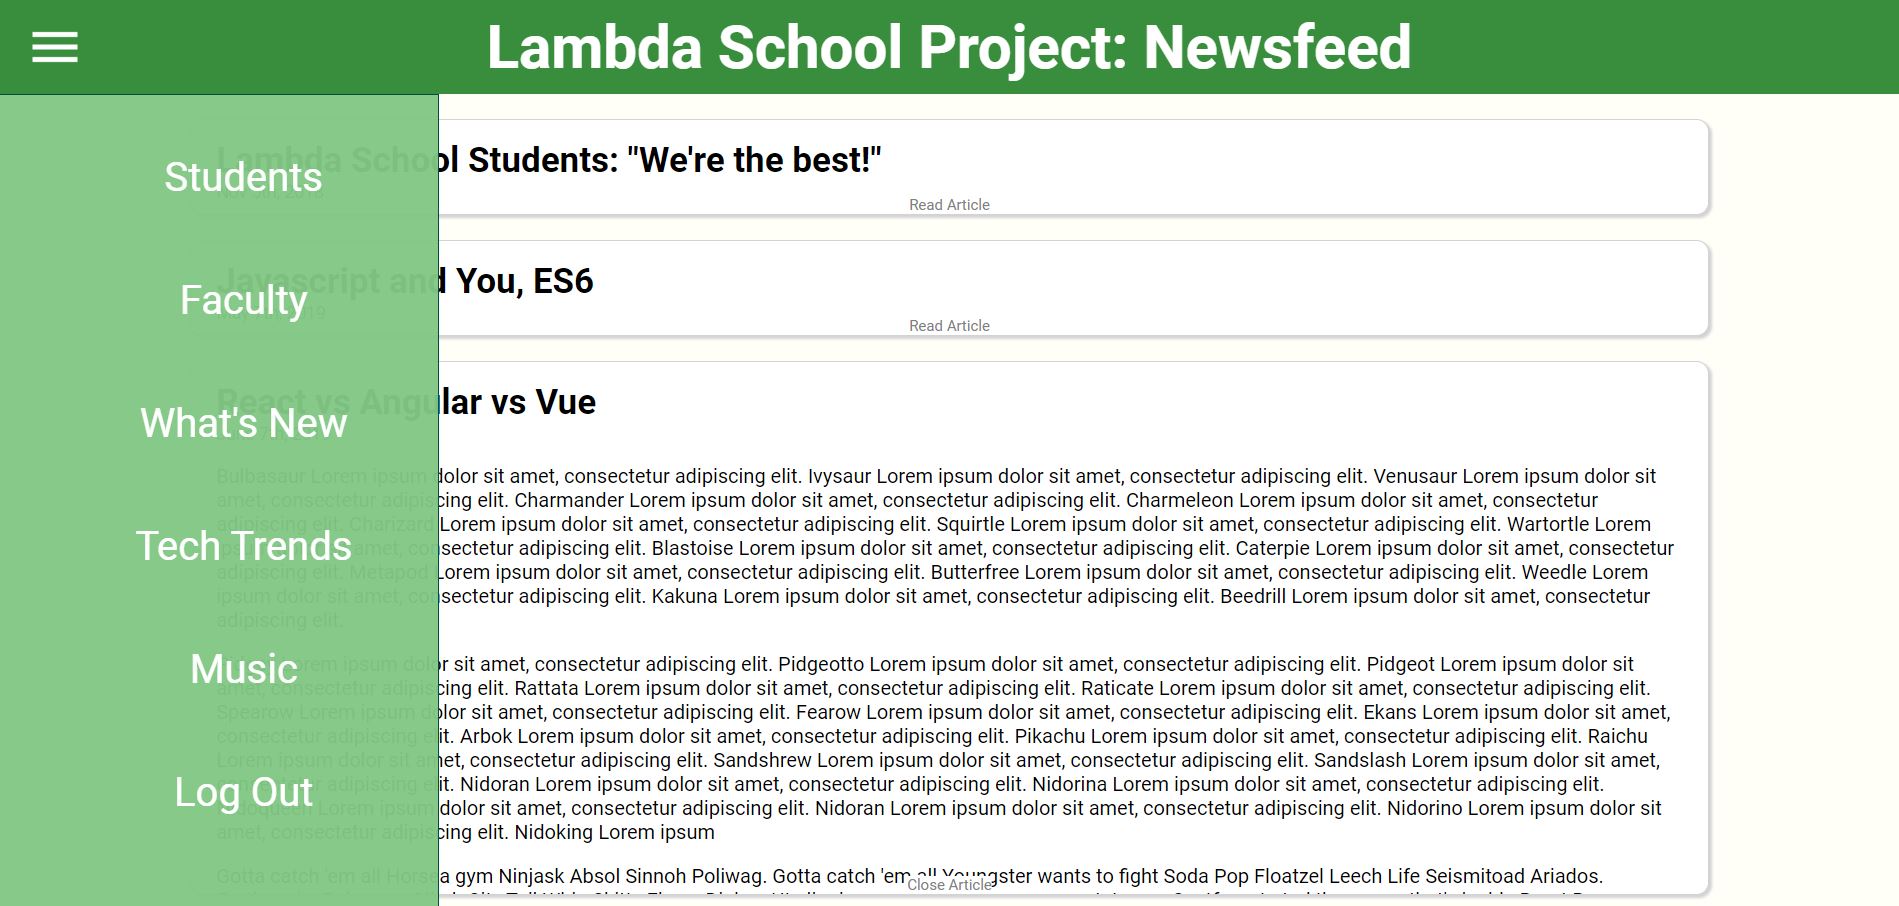 Lambda School Project: Newsfeed
Students
Faculty
What's New
Tech Trends
Music
Log Out
Lambda School Students: "We're the best!"
Read Article
Javascript and You, ES6
Read Article
React vs Angular vs Vue
Bulbasaur Lorem ipsum dolor sit amet, consectetur adipiscing elit. Ivysaur Lorem ipsum dolor sit amet, consectetur adipiscing elit. Venusaur Lorem ipsum dolor sit
amet, consectetur adipiscing elit. Charmander Lorem ipsum dolor sit amet, consectetur adipiscing elit. Charmeleon Lorem ipsum dolor sit amet, consectetur
adipiscing elit. Charizard Lorem ipsum dolor sit amet, consectetur adipiscing elit. Squirtle Lorem ipsum dolor sit amet, consectetur adipiscing elit. Wartortle Lorem
amet, consectetur adipiscing elit. Blastoise Lorem ipsum dolor sit amet, consectetur adipiscing elit. Caterpie Lorem ipsum dolor sit amet, consectetur
adipiscing elit. Metapod Lorem ipsum dolor sit amet, consectetur adipiscing elit. Butterfree Lorem ipsum dolor sit amet, consectetur adipiscing elit. Weedle Lorem
ipsum dolor sit amet, consectetur adipiscing elit. Kakuna Lorem ipsum dolor sit amet, consectetur adipiscing elit. Beedrill Lorem ipsum dolor sit amet, consectetur
adipiscing elit.
Lorem ipsum dolor sit amet, consectetur adipiscing elit. Pidgeotto Lorem ipsum dolor sit amet, consectetur adipiscing elit. Pidgeot Lorem ipsum dolor sit
amet, consectetur adipiscing elit. Rattata Lorem ipsum dolor sit amet, consectetur adipiscing elit. Raticate Lorem ipsum dolor sit amet, consectetur adipiscing elit.
Spearow Lorem ipsum dolor sit amet, consectetur adipiscing elit. Fearow Lorem ipsum dolor sit amet, consectetur adipiscing elit. Ekans Lorem ipsum dolor sit amet,
consectetur adipiscing elit. Arbok Lorem ipsum dolor sit amet, consectetur adipiscing elit. Pikachu Lorem ipsum dolor sit amet, consectetur adipiscing elit. Raichu
Lorem ipsum dolor sit amet, consectetur adipiscing elit. Sandshrew Lorem ipsum dolor sit amet, consectetur adipiscing elit. Sandslash Lorem ipsum dolor sit amet,
adipiscing elit. Nidoran Lorem ipsum dolor sit amet, consectetur adipiscing elit. Nidorina Lorem ipsum dolor sit amet, consectetur adipiscing elit.
Lorem ipsum dolor sit amet, consectetur adipiscing elit. Nidoran Lorem ipsum dolor sit amet, consectetur adipiscing elit. Nidorino Lorem ipsum dolor sit
amet, consectetur adipiscing elit. Nidoking Lorem ipsum
Gotta catch 'em all Horsea gym Ninjask Absol Sinnoh Poliwag. Gotta catch 'em all Youngster wants to fight Soda Pop Floatzel Leech Life Seismitoad Ariados.
Close Article